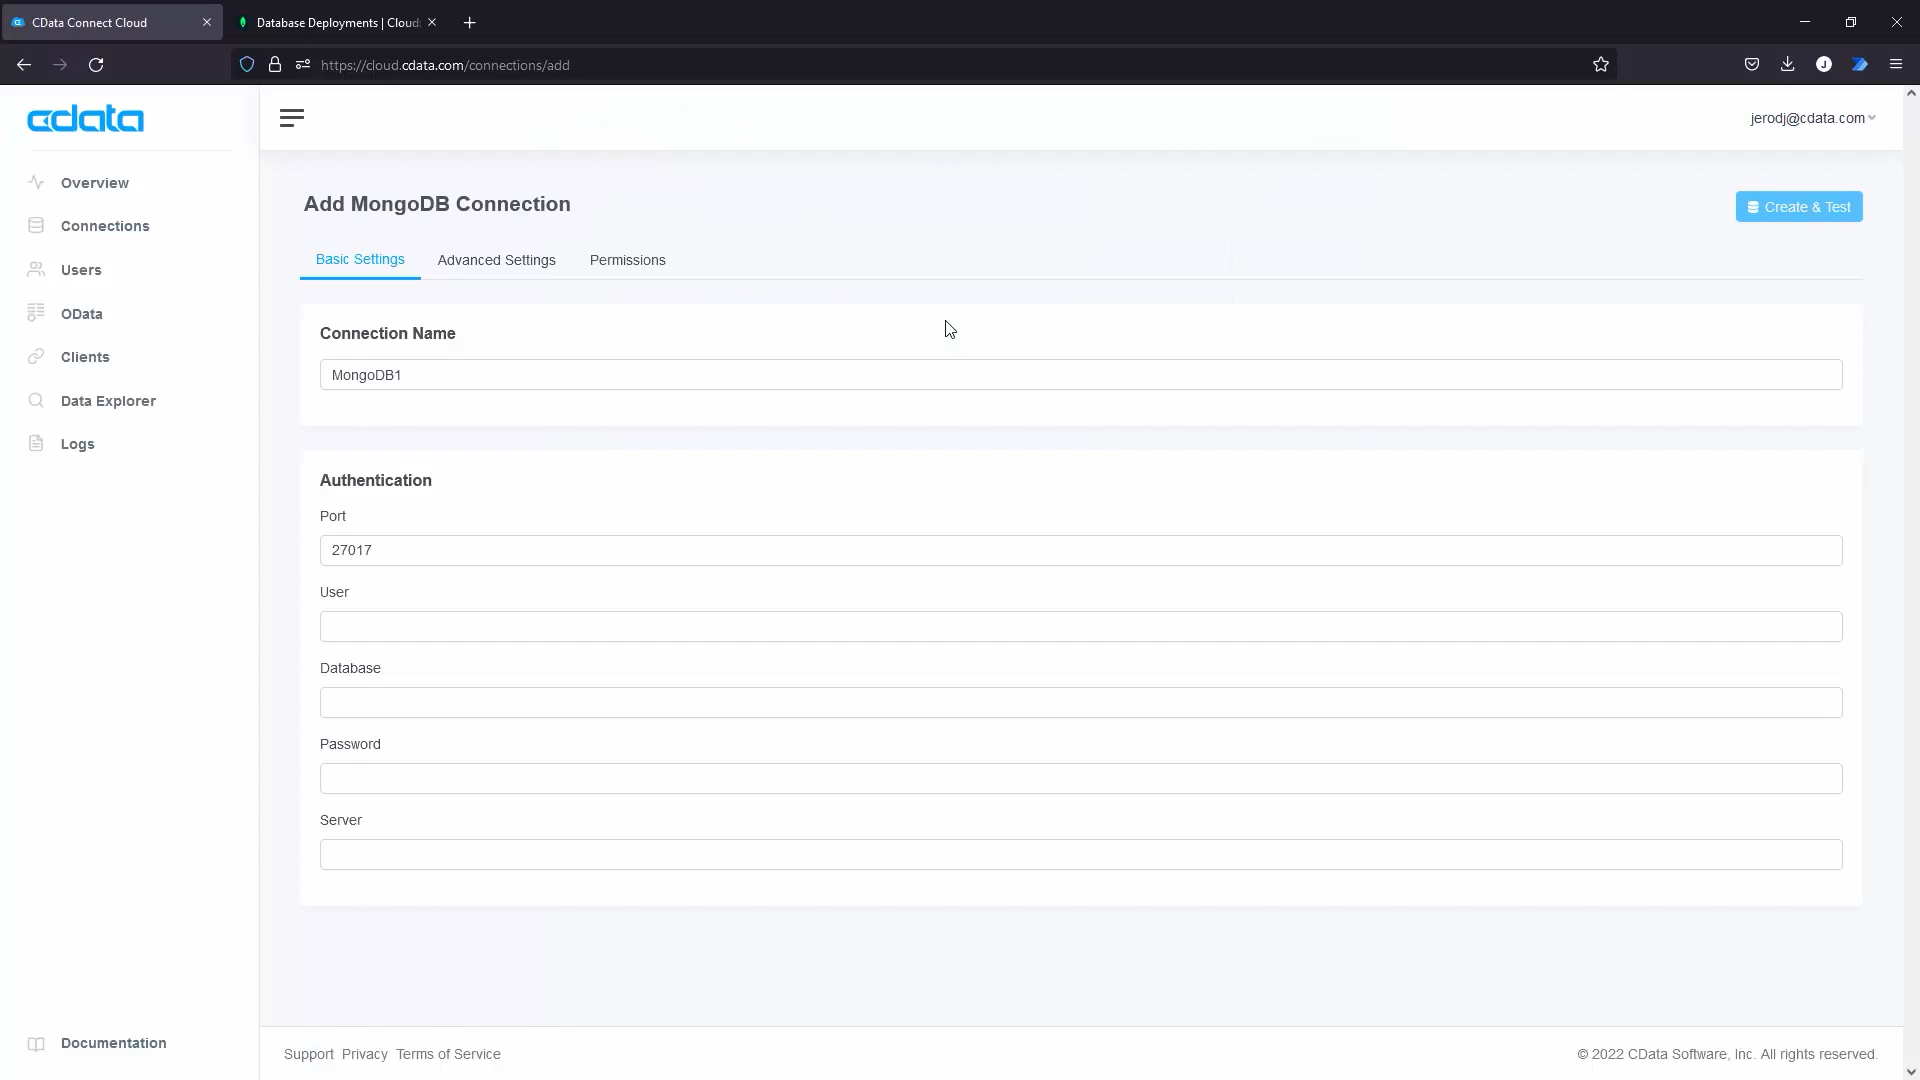 CData Connect Cloud
Database Deployments | Cloud:
https://cloud.cdata.com/connections/add
cdata
jerodj@cdata.com
Overview
Connections
Users
OData
Clients
Data Explorer
Logs
Documentation
Add MongoDB Connection
Create & Test
Basic Settings
Advanced Settings
Permissions
Connection Name
MongoDB1
Authentication
Port
27017
User
Database
Password
Server
Support Privacy Terms of Service
© 2022 CData Software, Inc. All rights reserved.